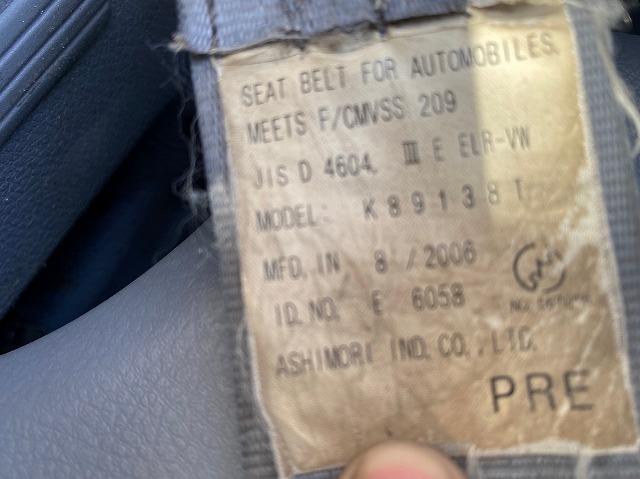 SEAT BELT FOR AUTOMOBILES.
MEETS F/CMVSS 209
JIS D 4604. III E ELR-VW
MODEL: K89138T
MFD. IN 8 / 2006
ID. NO. E 6058
ASHIMORI IND. CO., LTD.
PRE